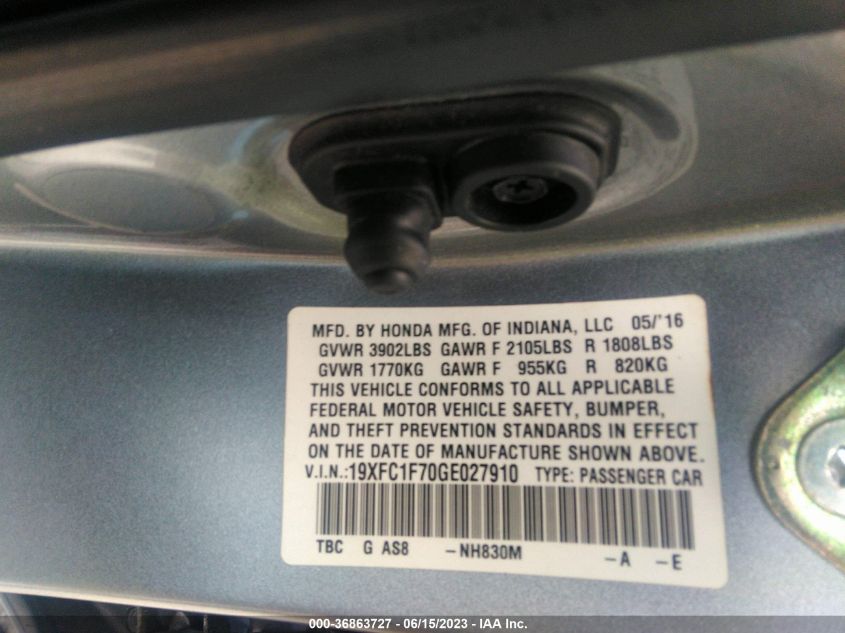 MFD. BY HONDA MFG. OF INDIANA, LLC 05/'16
GVWR 3902LBS GAWR F 2105LBS R 1808LBS
GVWR 1770KG GAWR F 955KG R 820KG
THIS VEHICLE CONFORMS TO ALL APPLICABLE
FEDERAL MOTOR VEHICLE SAFETY, BUMPER,
AND THEFT PREVENTION STANDARDS IN EFFECT
ON THE DATE OF MANUFACTURE SHOWN ABOVE.
V.I.N.:19XFC1F70GE027910 TYPE: PASSENGER CAR
TBC G AS8 -NH830M -A -E
000-36863727 - 06/15/2023 - IAA Inc.